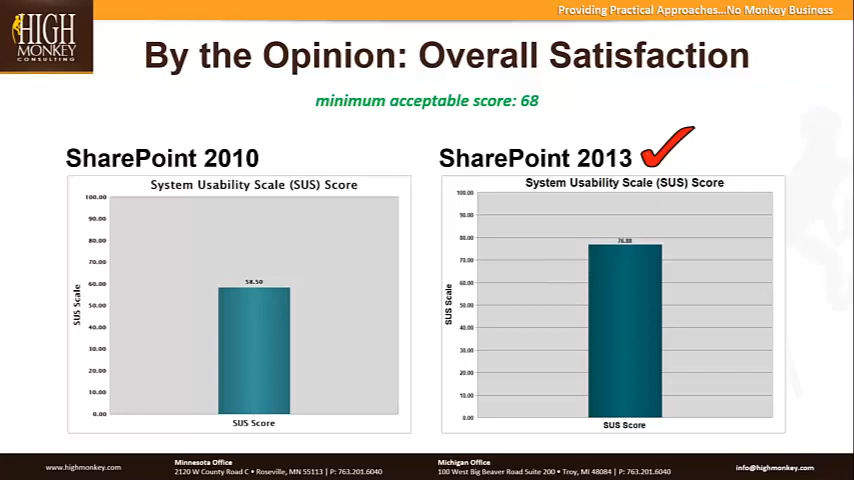 Providing Practical Approaches...No Monkey Business
HIGH
MONKEY
CONSULTING
By the Opinion: Overall Satisfaction
minimum acceptable score: 68
SharePoint 2010
System Usability Scale (SUS) Score
100.00
90.00
80.00
70.00
60.00
50.00
40.00
30.00
20.00
10.00
0.00
SUS Scale
58.50
SUS Score
SharePoint 2013
System Usability Scale (SUS) Score
100.00
90.00
80.00
70.00
60.00
50.00
40.00
30.00
20.00
10.00
0.00
SUS Scale
SUS Score
www.highmonkey.com
Minnesota Office
2120 W County Road C • Roseville, MN 55113 | P: 763.201.6040
Michigan Office
100 West Big Beaver Road Suite 200 • Troy, MI 48084 | P: 763.201.6040
info@highmonkey.com